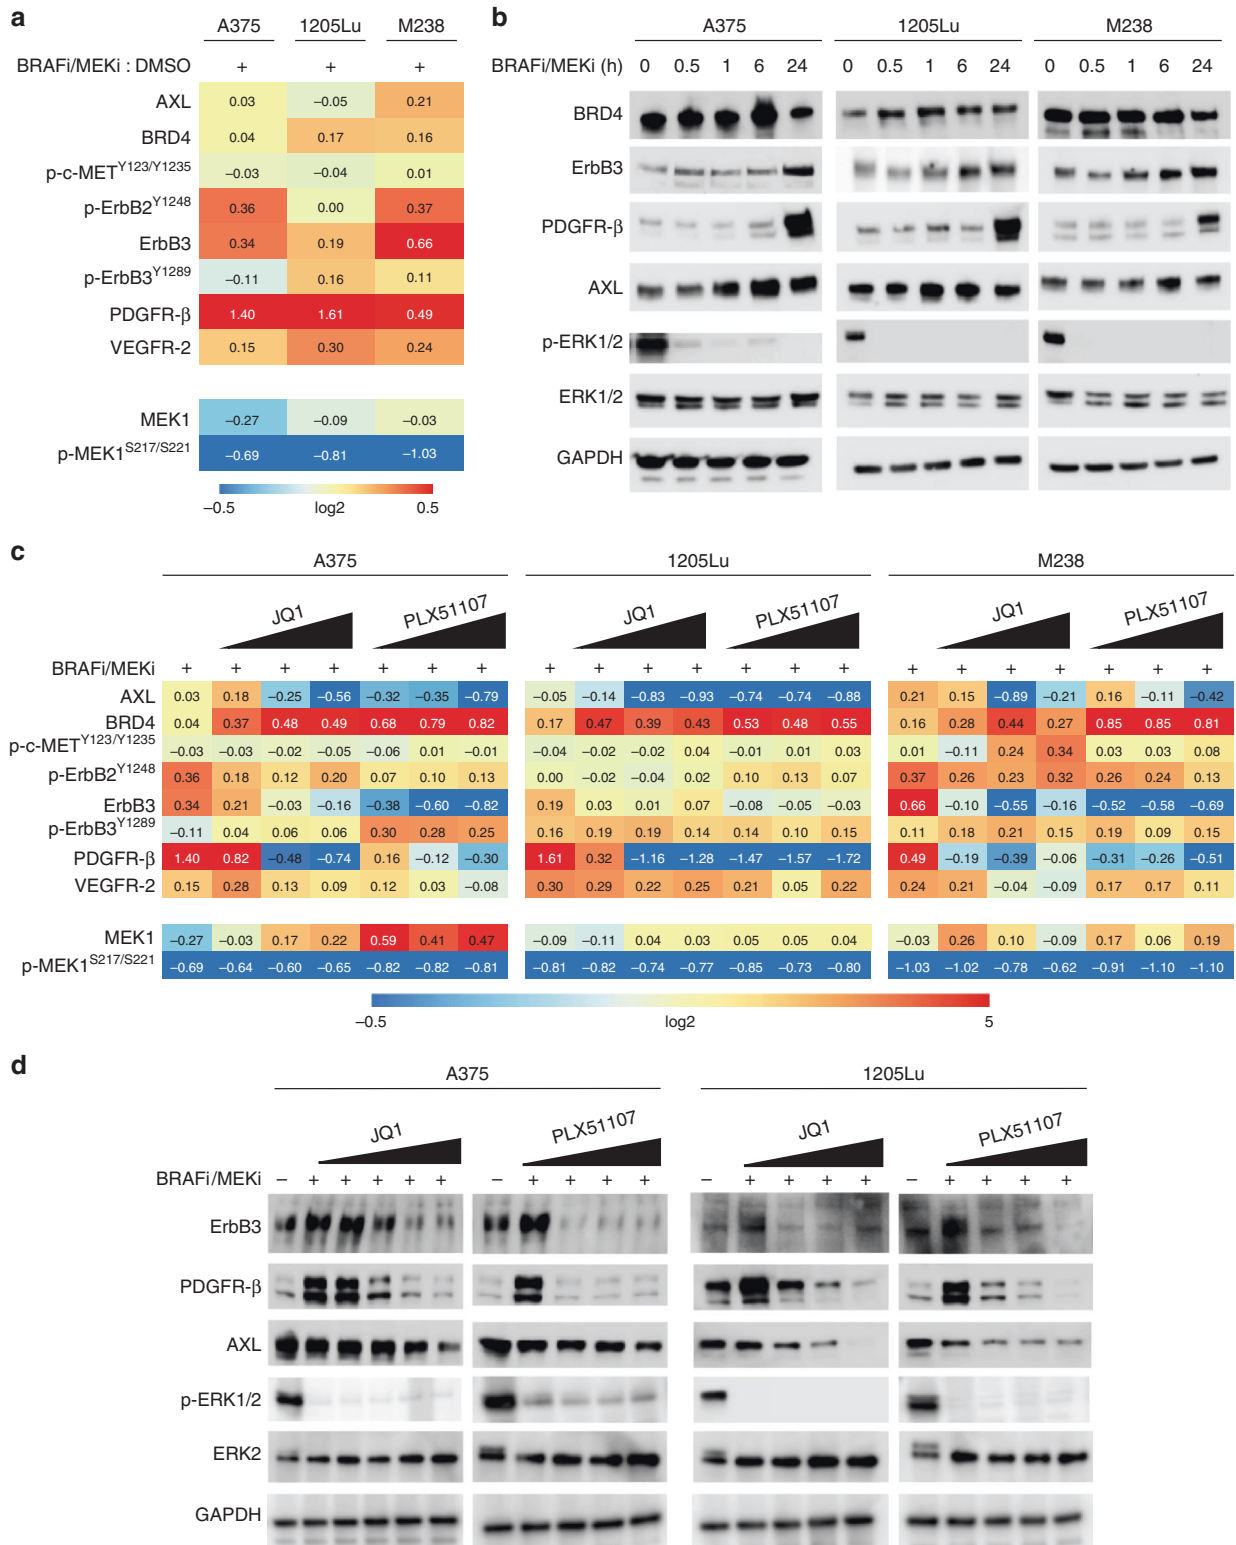 a
A375 1205Lu M238
BRAFi/MEKi : DMSO + + +
AXL 0.03 −0.05 0.21
BRD4 0.04 0.17 0.16
p-c-MET^Y123/Y1235 −0.03 −0.04 0.01
p-ErbB2^Y1248 0.36 0.00 0.37
ErbB3 0.34 0.19 0.66
p-ErbB3^Y1289 −0.11 0.16 0.11
PDGFR-β 1.40 1.61 0.49
VEGFR-2 0.15 0.30 0.24
MEK1 −0.27 −0.09 −0.03
p-MEK1^S217/S221 −0.69 −0.81 −1.03
−0.5 log2 0.5
b
A375 1205Lu M238
BRAFi/MEKi (h) 0 0.5 1 6 24 0 0.5 1 6 24 0 0.5 1 6 24
BRD4
ErbB3
PDGFR-β
AXL
p-ERK1/2
ERK1/2
GAPDH
c
A375 1205Lu M238
JQ1 PLX51107 JQ1 PLX51107 JQ1 PLX51107
BRAFi/MEKi + + + + + + + + + + + + + + + + + + + + +
AXL 0.03 0.18 −0.25 −0.56 −0.32 −0.35 −0.79 −0.05 −0.14 −0.83 −0.93 −0.74 −0.74 −0.88 0.21 0.15 −0.89 −0.21 0.16 −0.11 −0.42
BRD4 0.04 0.37 0.48 0.49 0.68 0.79 0.82 0.17 0.47 0.39 0.43 0.53 0.48 0.55 0.16 0.28 0.44 0.27 0.85 0.85 0.81
p-c-MET^Y123/Y1235 −0.03 −0.03 −0.02 −0.05 −0.06 0.01 −0.01 −0.04 −0.02 −0.02 0.04 −0.01 0.01 0.03 0.01 −0.11 0.24 0.34 0.03 0.03 0.08
p-ErbB2^Y1248 0.36 0.18 0.12 0.20 0.07 0.10 0.13 0.00 −0.02 −0.04 0.02 0.10 0.13 0.07 0.37 0.26 0.23 0.32 0.26 0.24 0.13
ErbB3 0.34 0.21 −0.03 −0.16 −0.38 −0.60 −0.82 0.19 0.03 0.01 0.07 −0.08 −0.05 −0.03 0.66 −0.10 −0.55 −0.16 −0.52 −0.58 −0.69
p-ErbB3^Y1289 −0.11 0.04 0.06 0.06 0.30 0.28 0.25 0.16 0.19 0.19 0.14 0.14 0.10 0.15 0.11 0.18 0.21 0.15 0.19 0.09 0.15
PDGFR-β 1.40 0.82 −0.48 −0.74 0.16 −0.12 −0.30 1.61 0.32 −1.16 −1.28 −1.47 −1.57 −1.72 0.49 −0.19 −0.39 −0.06 −0.31 −0.26 −0.51
VEGFR-2 0.15 0.28 0.13 0.09 0.12 0.03 −0.08 0.30 0.29 0.22 0.25 0.21 0.05 0.22 0.24 0.21 −0.04 −0.09 0.17 0.17 0.11
MEK1 −0.27 −0.03 0.17 0.22 0.59 0.41 0.47 −0.09 −0.11 0.04 0.03 0.05 0.05 0.04 −0.03 0.26 0.10 −0.09 0.17 0.06 0.19
p-MEK1^S217/S221 −0.69 −0.64 −0.60 −0.65 −0.82 −0.82 −0.81 −0.81 −0.82 −0.74 −0.77 −0.85 −0.73 −0.80 −1.03 −1.02 −0.78 −0.62 −0.91 −1.10 −1.10
−0.5 log2 5
d
A375 1205Lu
JQ1 PLX51107 JQ1 PLX51107
BRAFi/MEKi − + + + + + − + + + + − + + + + − + + + +
ErbB3
PDGFR-β
AXL
p-ERK1/2
ERK2
GAPDH